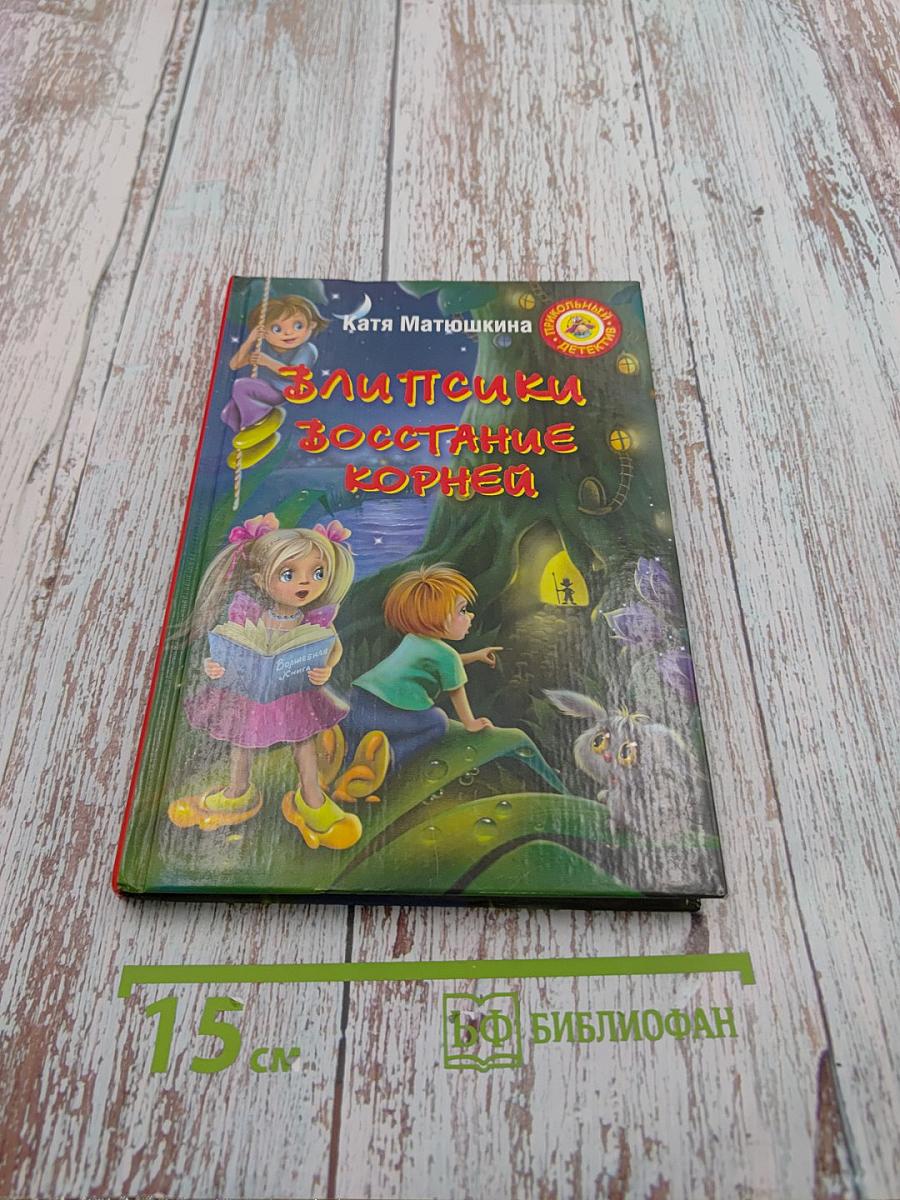 Катя Матюшкина
ПРИКОЛЬНЫЙ
ДЕТЕКТИВ
Влипсики
Восстание
корней
Волшебная
Книга
15 см
БФ БИБЛИОФАН